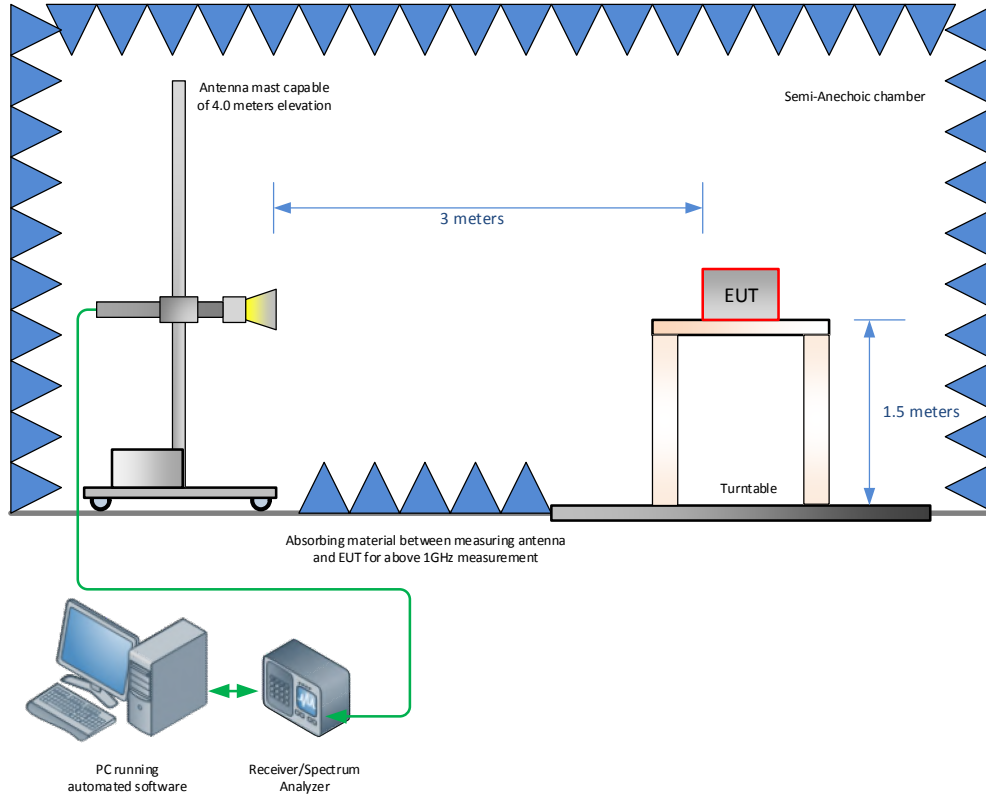 Antenna mast capable
of 4.0 meters elevation
Semi-Anechoic chamber
3 meters
EUT
1.5 meters
Turntable
Absorbing material between measuring antenna
and EUT for above 1GHz measurement
PC running
automated software
Receiver/Spectrum
Analyzer